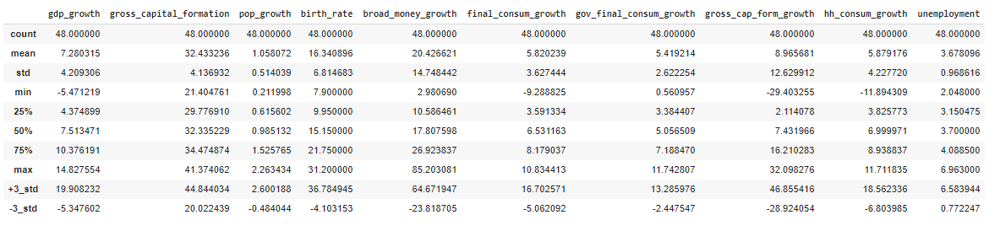 gdp_growth gross_capital_formation pop_growth birth_rate broad_money_growth final_consum_growth gov_final_consum_growth gross_cap_form_growth hh_consum_growth unemployment
count 48.000000 48.000000 48.000000 48.000000 48.000000 48.000000 48.000000 48.000000 48.000000 48.000000
mean 7.280315 32.433236 1.058072 16.340896 20.426621 5.820239 5.419214 8.965681 5.879176 3.678096
std 4.209306 4.136932 0.514039 6.814683 14.748442 3.627444 2.622254 12.629912 4.227720 0.968616
min -5.471219 21.404761 0.211998 7.900000 2.980690 -9.288825 0.560957 -29.403255 -11.894309 2.048000
25% 4.374899 29.776910 0.615602 9.950000 10.586461 3.591334 3.384407 2.114078 3.825773 3.150475
50% 7.513471 32.335229 0.985132 15.150000 17.807598 6.531163 5.056509 7.431966 6.999971 3.700000
75% 10.376191 34.474874 1.525765 21.750000 26.923837 8.179037 7.188470 16.210283 8.938837 4.088500
max 14.827554 41.374062 2.263434 31.200000 85.203081 10.834413 11.742807 32.098276 11.711835 6.963000
+3_std 19.908232 44.844034 2.600188 36.784945 64.671947 16.702571 13.285976 46.855416 18.562336 6.583944
-3_std -5.347602 20.022439 -0.484044 -4.103153 -23.818705 -5.062092 -2.447547 -28.924054 -6.803985 0.772247